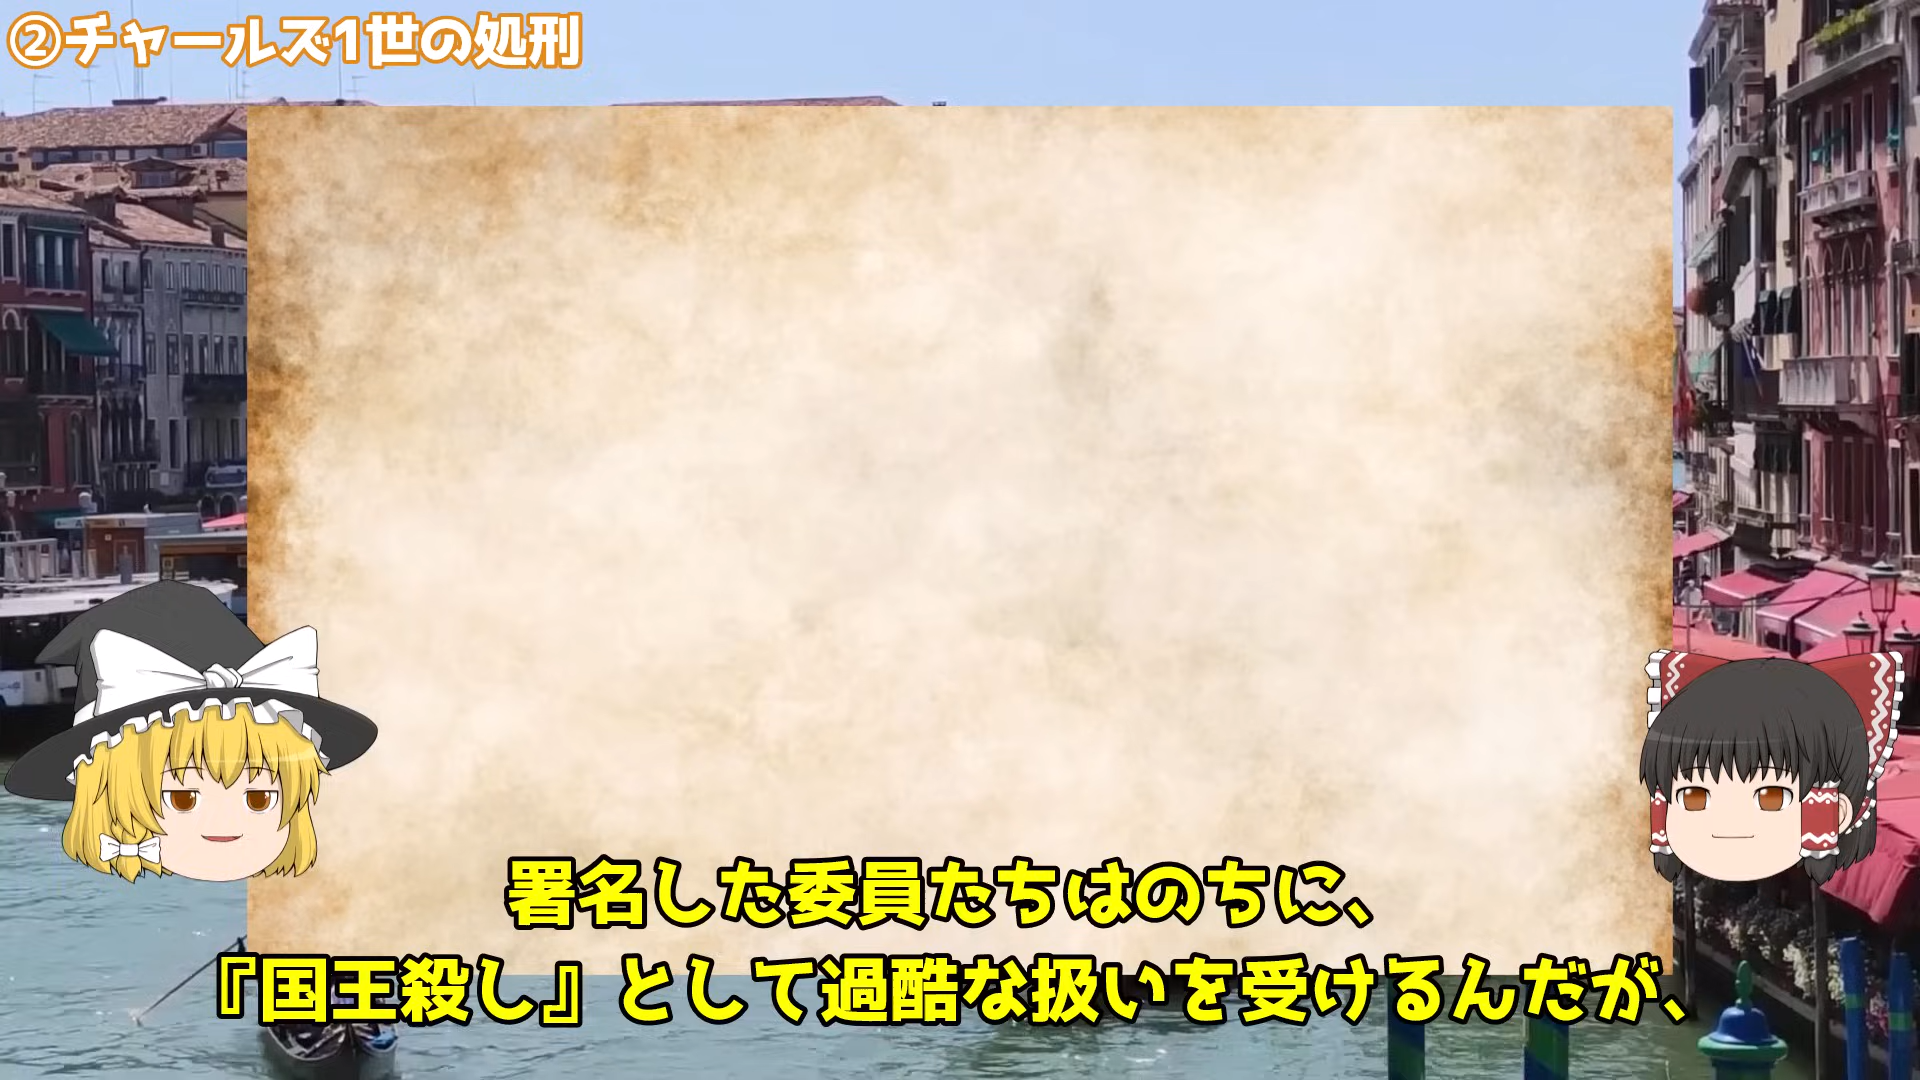 ②チャールズ1世の処刑
署名した委員たちはのちに、
『国王殺し』として過酷な扱いを受けるんだが、